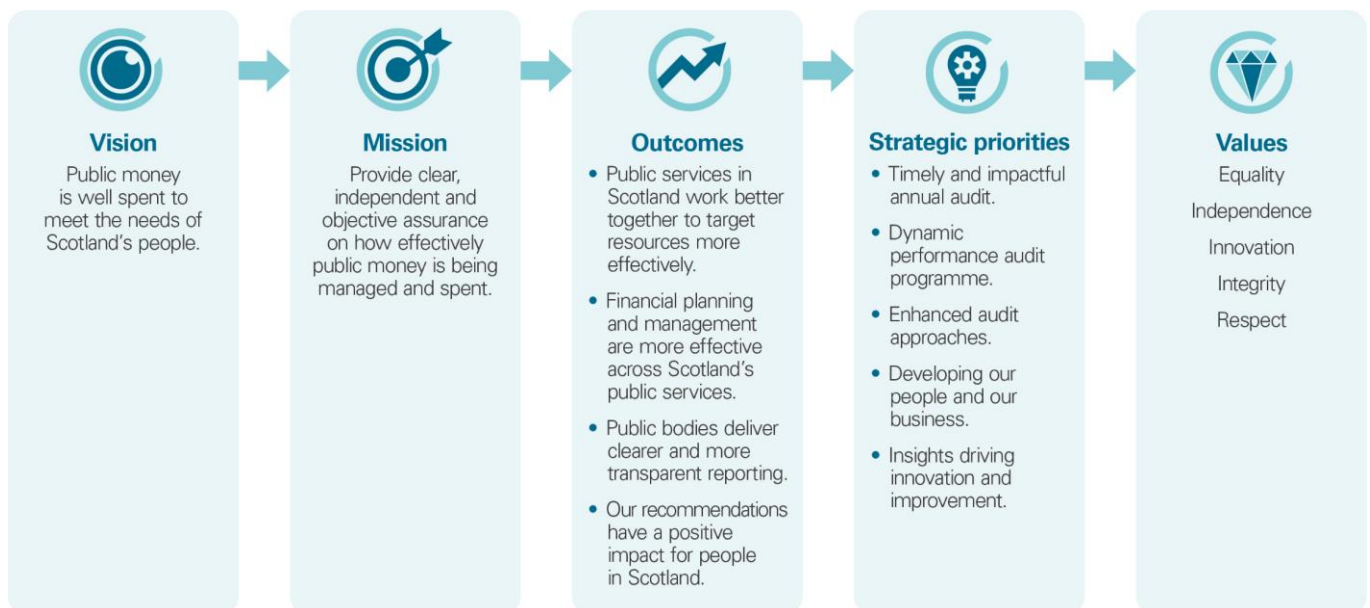 Vision
Public money
is well spent to
meet the needs of
Scotland's people.
Mission
Provide clear,
independent and
objective assurance
on how effectively
public money is being
managed and spent.
Outcomes
• Public services in
Scotland work better
together to target
resources more
effectively.
• Financial planning
and management
are more effective
across Scotland's
public services.
• Public bodies deliver
clearer and more
transparent reporting.
• Our recommendations
have a positive
impact for people
in Scotland.
Strategic priorities
• Timely and impactful
annual audit.
• Dynamic
performance audit
programme.
• Enhanced audit
approaches.
• Developing our
people and our
business.
• Insights driving
innovation and
improvement.
Values
Equality
Independence
Innovation
Integrity
Respect